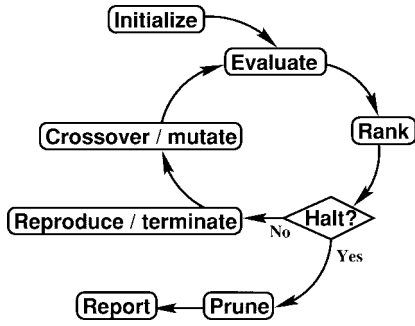 Initialize
Evaluate
Rank
Crossover / mutate
Reproduce / terminate
Halt?
No
Yes
Report
Prune